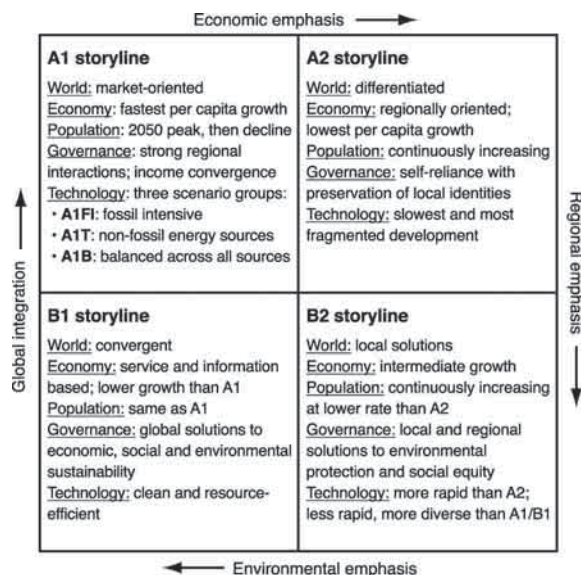 Economic emphasis
A1 storyline
World: market-oriented
Economy: fastest per capita growth
Population: 2050 peak, then decline
Governance: strong regional
interactions; income convergence
Technology: three scenario groups:
• A1FI: fossil intensive
• A1T: non-fossil energy sources
• A1B: balanced across all sources
A2 storyline
World: differentiated
Economy: regionally oriented;
lowest per capita growth
Population: continuously increasing
Governance: self-reliance with
preservation of local identities
Technology: slowest and most
fragmented development
B1 storyline
World: convergent
Economy: service and information
based; lower growth than A1
Population: same as A1
Governance: global solutions to
economic, social and environmental
sustainability
Technology: clean and resource-
efficient
B2 storyline
World: local solutions
Economy: intermediate growth
Population: continuously increasing
at lower rate than A2
Governance: local and regional
solutions to environmental
protection and social equity
Technology: more rapid than A2;
less rapid, more diverse than A1/B1
Global integration
Regional emphasis
Environmental emphasis